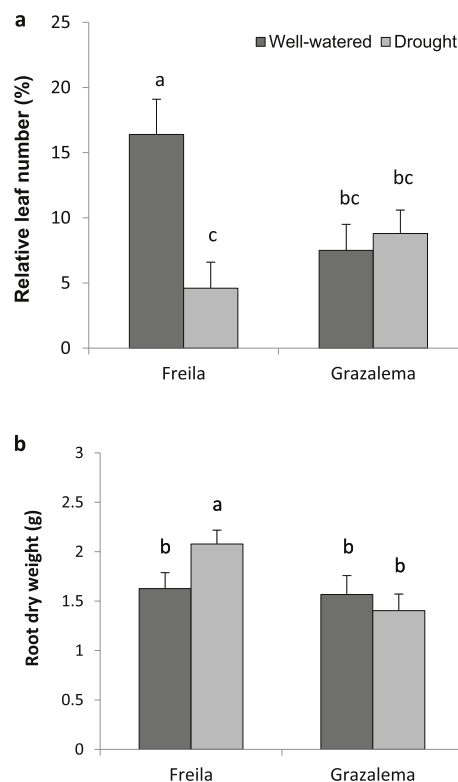 a
25
Well-watered Drought
20
15
10
5
0
Relative leaf number (%)
a
c
bc
bc
Freila
Grazalema
b
3
2.5
2
1.5
1
0.5
0
Root dry weight (g)
b
a
b
b
Freila
Grazalema